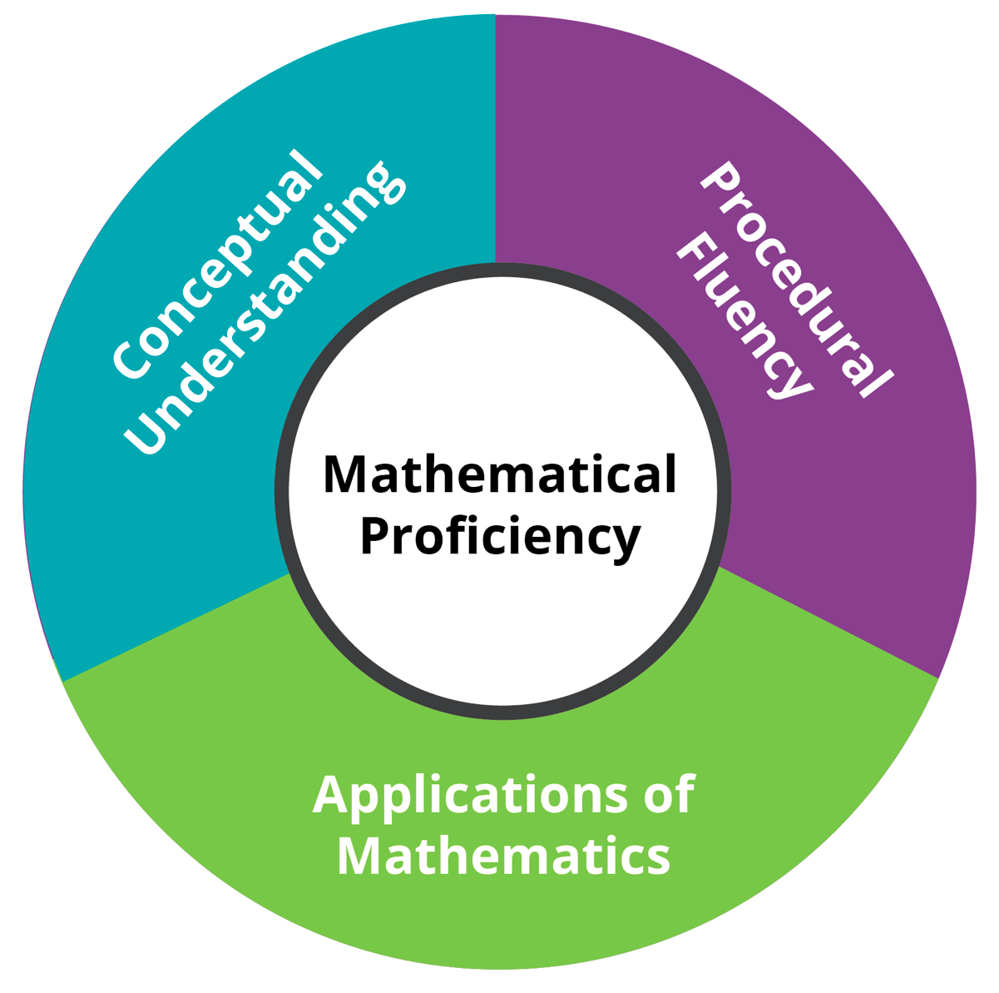 Conceptual
Understanding
Procedural
Fluency
Mathematical
Proficiency
Applications of
Mathematics